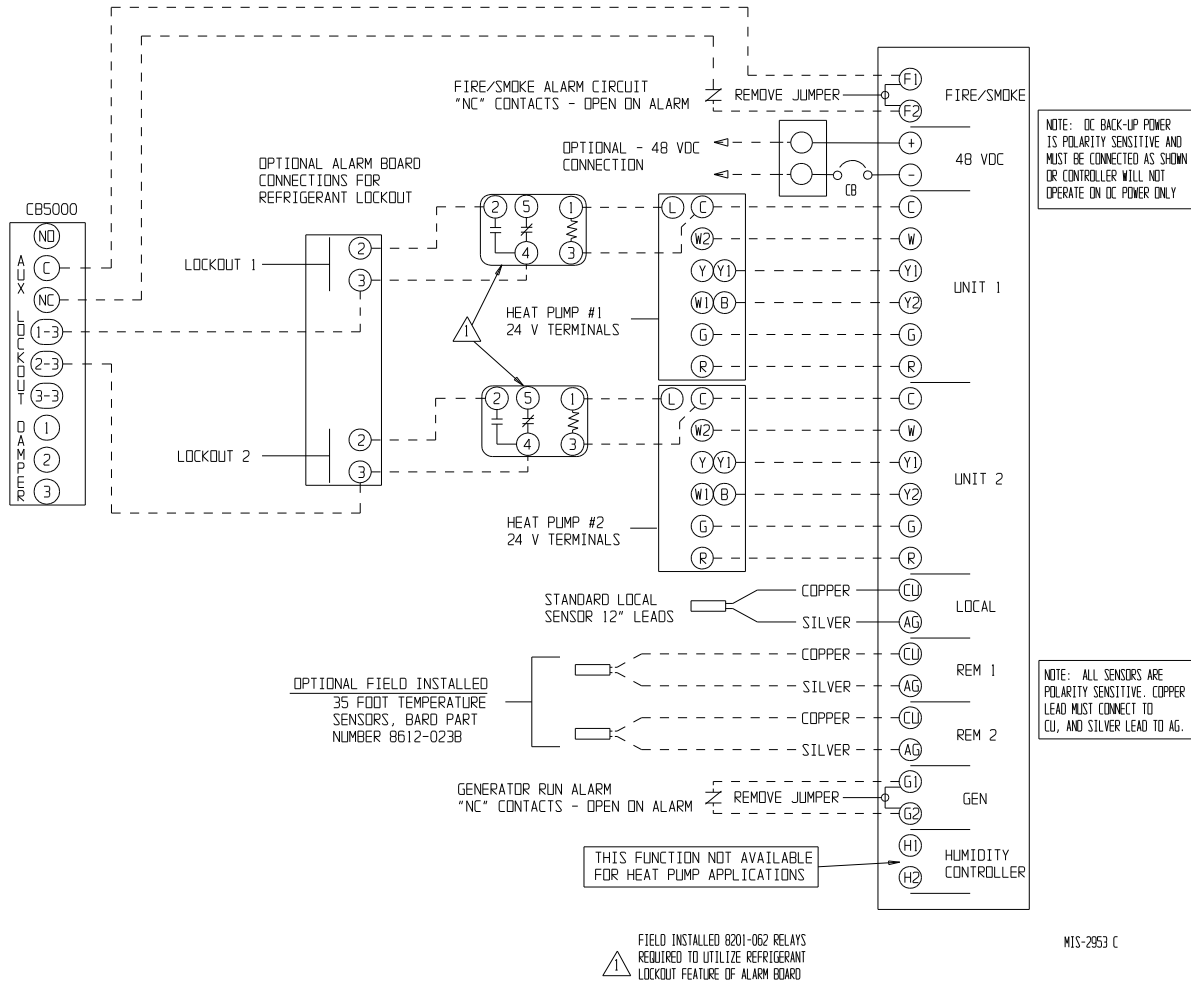 FIRE/SMOKE ALARM CIRCUIT
"NC" CONTACTS - OPEN ON ALARM
REMOVE JUMPER
F1
F2
FIRE/SMOKE
OPTIONAL - 48 VDC
CONNECTION
CB
+
-
48 VDC
NOTE: DC BACK-UP POWER
IS POLARITY SENSITIVE AND
MUST BE CONNECTED AS SHOWN
OR CONTROLLER WILL NOT
OPERATE ON DC POWER ONLY
OPTIONAL ALARM BOARD
CONNECTIONS FOR
REFRIGERANT LOCKOUT
CB5000
AUX
NO
C
NC
LOCKOUT
1-3
2-3
3-3
DAMPER
1
2
3
LOCKOUT 1
2
3
LOCKOUT 2
2
3
2
5
1
4
3
1
2
5
1
4
3
HEAT PUMP #1
24 V TERMINALS
L
C
W2
Y
Y1
W1
B
G
R
C
W
Y1
Y2
G
R
UNIT 1
HEAT PUMP #2
24 V TERMINALS
L
C
W2
Y
Y1
W1
B
G
R
C
W
Y1
Y2
G
R
UNIT 2
STANDARD LOCAL
SENSOR 12" LEADS
COPPER
SILVER
CU
AG
LOCAL
OPTIONAL FIELD INSTALLED
35 FOOT TEMPERATURE
SENSORS, BARD PART
NUMBER 8612-023B
COPPER
SILVER
CU
AG
REM 1
COPPER
SILVER
CU
AG
REM 2
NOTE: ALL SENSORS ARE
POLARITY SENSITIVE. COPPER
LEAD MUST CONNECT TO
CU, AND SILVER LEAD TO AG.
GENERATOR RUN ALARM
"NC" CONTACTS - OPEN ON ALARM
REMOVE JUMPER
G1
G2
GEN
THIS FUNCTION NOT AVAILABLE
FOR HEAT PUMP APPLICATIONS
H1
H2
HUMIDITY
CONTROLLER
1
FIELD INSTALLED 8201-062 RELAYS
REQUIRED TO UTILIZE REFRIGERANT
LOCKOUT FEATURE OF ALARM BOARD
MIS-2953 C